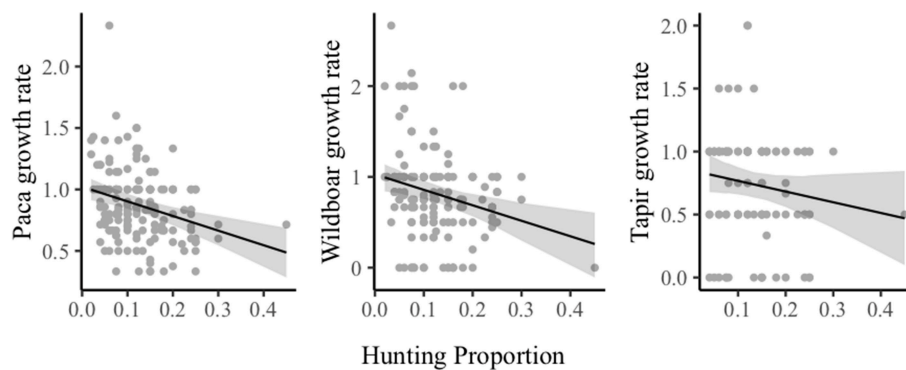 Paca growth rate
2.0
1.5
1.0
0.5
0.0 0.1 0.2 0.3 0.4
Wildboar growth rate
2
1
0
0.0 0.1 0.2 0.3 0.4
Tapir growth rate
2.0
1.5
1.0
0.5
0.0
0.1 0.2 0.3 0.4
Hunting Proportion